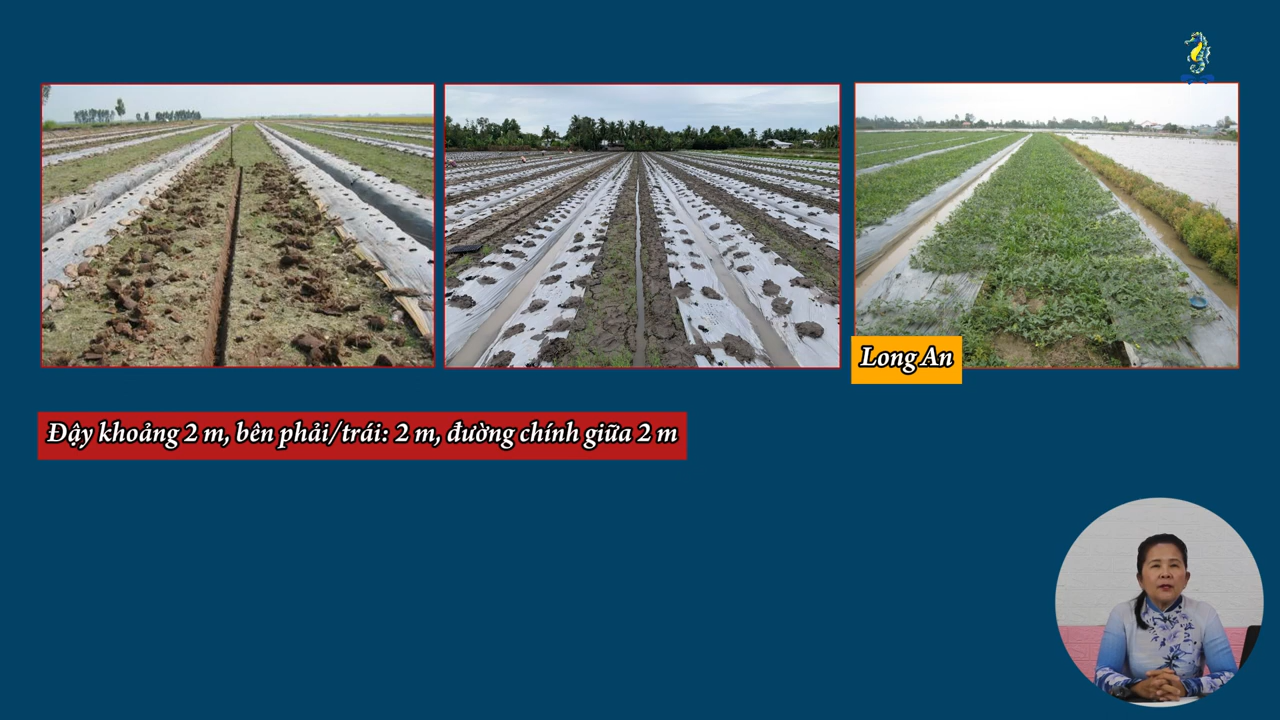 Long An
Đậy khoảng 2 m, bên phải/trái: 2 m, đường chính giữa 2 m